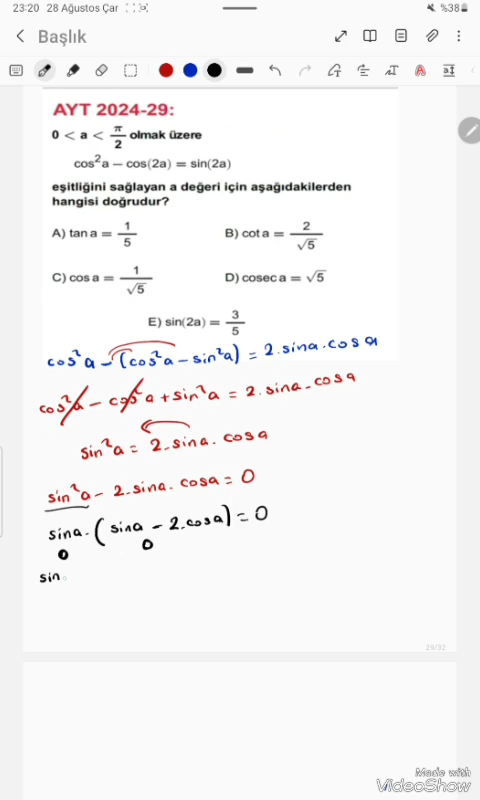 23:20 28 Ağustos Çar %38
Başlık
AYT 2024-29:
0 < a < π/2 olmak üzere
cos²a – cos(2a) = sin(2a)
eşitliğini sağlayan a değeri için aşağıdakilerden
hangisi doğrudur?
A) tan a = 1/5 B) cot a = 2/√5
C) cos a = 1/√5 D) cosec a = √5
E) sin(2a) = 3/5
cos²a - (cos²a - sin²a) = 2.sina.cosa
cos²a - cos²a + sin²a = 2.sina.cosa
sin²a = 2.sina.cosa
sin²a - 2.sina.cosa = 0
sina.(sina - 2.cosa) = 0
0 0
sin
29/32
Made with
VideoShow